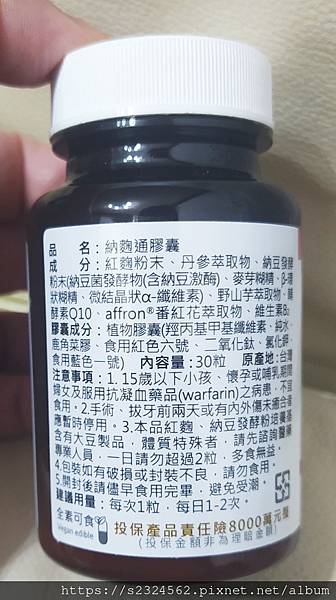 品　　名：納麴通膠囊
成　　分：紅麴粉末、丹參萃取物、納豆發酵
粉末(納豆菌發酵物(含納豆激酶)、麥芽糊精、β-環
狀糊精、微結晶狀α-纖維素)、野山芋萃取物、輔
酵素Q10、affron®番紅花萃取物、維生素B₁
膠囊成分：植物膠囊(羥丙基甲基纖維素、純水、
鹿角菜膠、食用紅色六號、二氧化鈦、氯化鉀、
食用藍色一號) 內容量:30粒 原產地:台灣
注意事項：1.15歲以下小孩、懷孕或哺乳期間
婦女及服用抗凝血藥品(warfarin)之病患，不宜
食用。2.手術、拔牙前兩天或有內外傷未癒合者
應暫時停用。3.本品紅麴、納豆發酵粉培養基
含有大豆製品，體質特殊者，請先諮詢醫藥
專業人員，一日請勿超過2粒，多食無益。
4.包裝如有破損或封裝不良，請勿食用。
5.開封後請儘早食用完畢，避免受潮。
建議用量：每次1粒，每日1-2次。
全素可食
Vegan edible
投保產品責任險8000萬元整
(投保金額非為理賠金額)
https://s2324562.pixnet.net/album